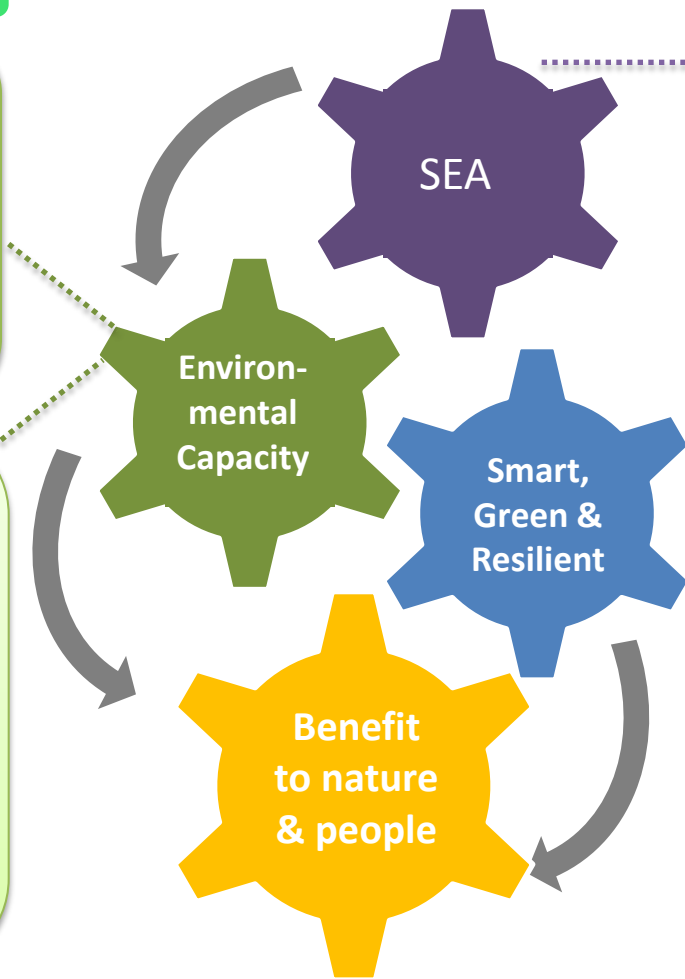 SEA
Environ-
mental
Capacity
Smart,
Green &
Resilient
Benefit
to nature
& people